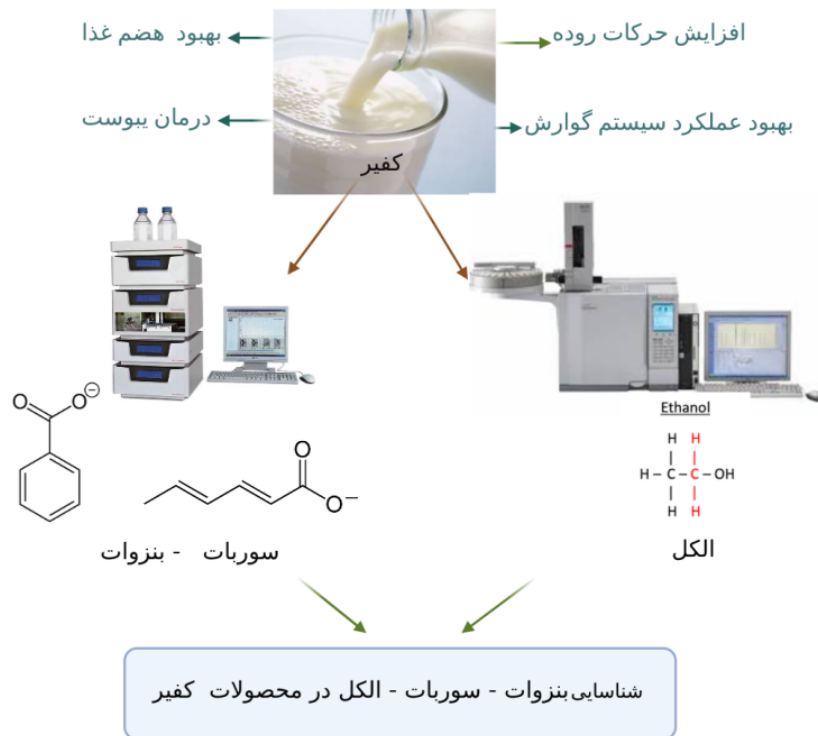 افزایش حرکات روده
بهبود هضم غذا
بهبود عملکرد سیستم گوارش
درمان یبوست
کفیر
Ethanol
H H
H – C – C – OH
H H
O
O
O
O
الکل
سوربات - بنزوات
شناسایی بنزوات - سوربات - الکل در محصولات کفیر